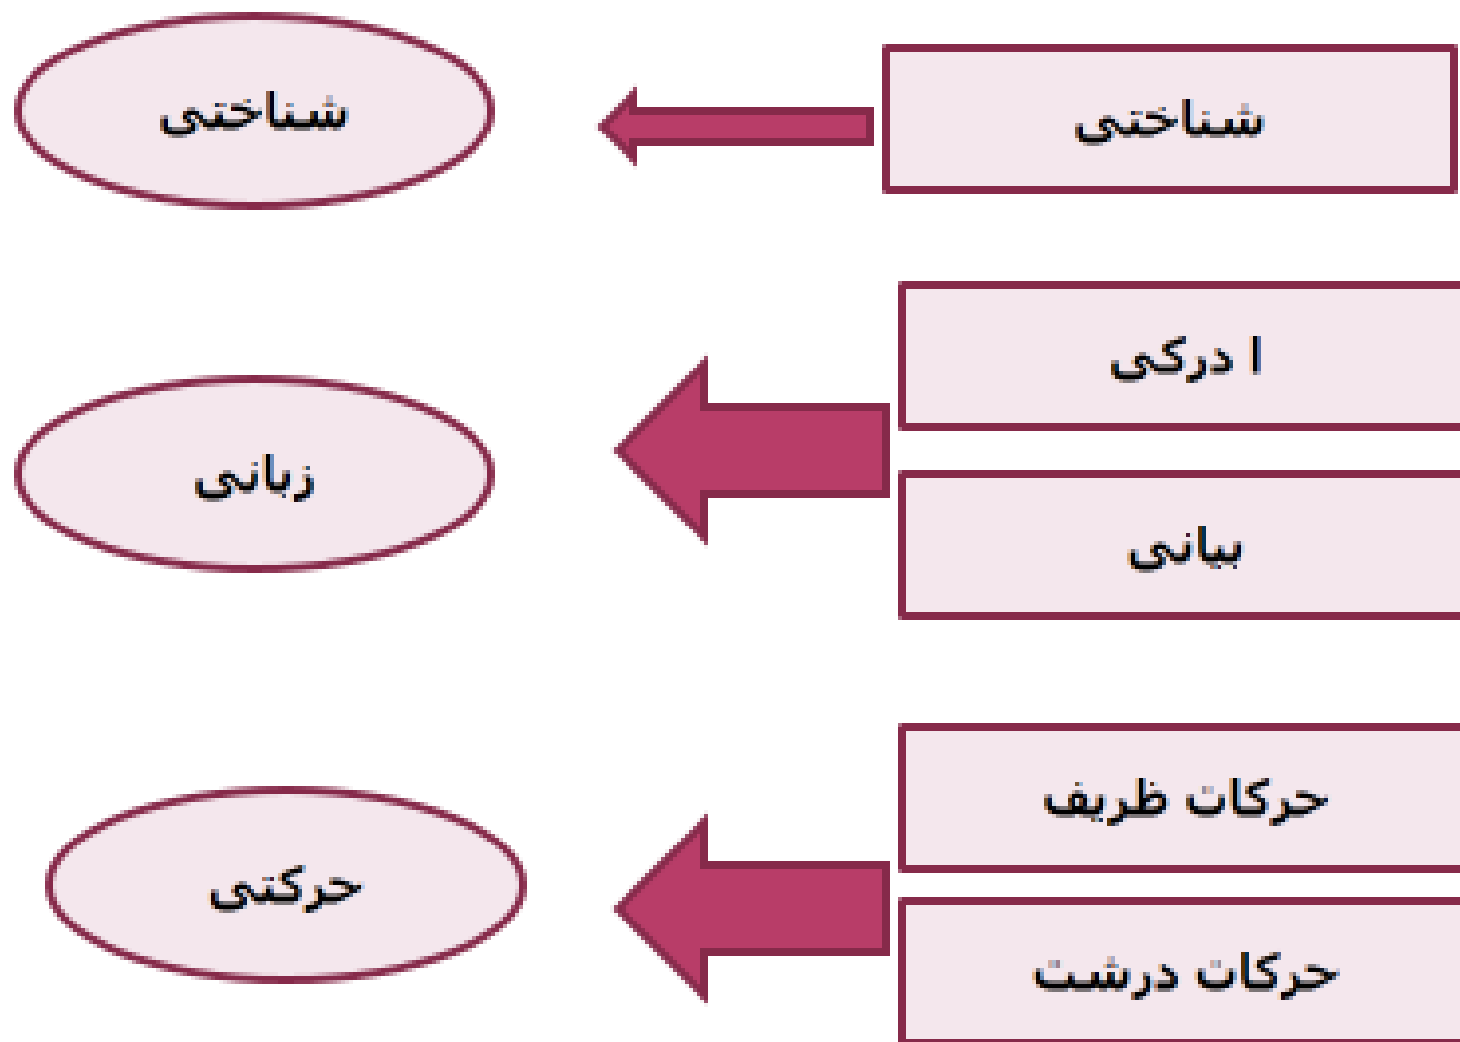 شناختی
شناختی
ا درکی
بیانی
زبانی
حرکات ظریف
حرکات درشت
حرکتی